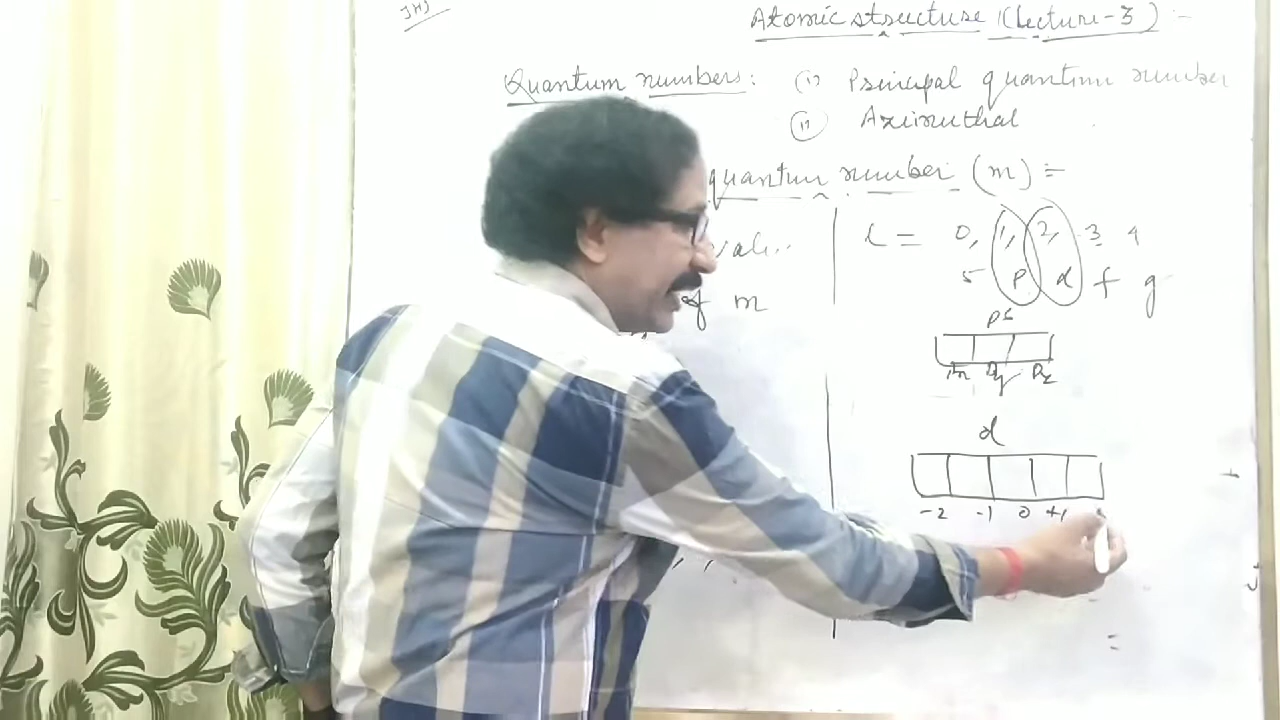 Atomic structure (Lecture-3) :-
Quantum numbers: (i) Principal quantum number
(ii) Azimuthal
quantum number (m) =
of m
l = 0, 1, 2, 3 4
s p d f g
Px Py Pz
d
-2 -1 0 +1